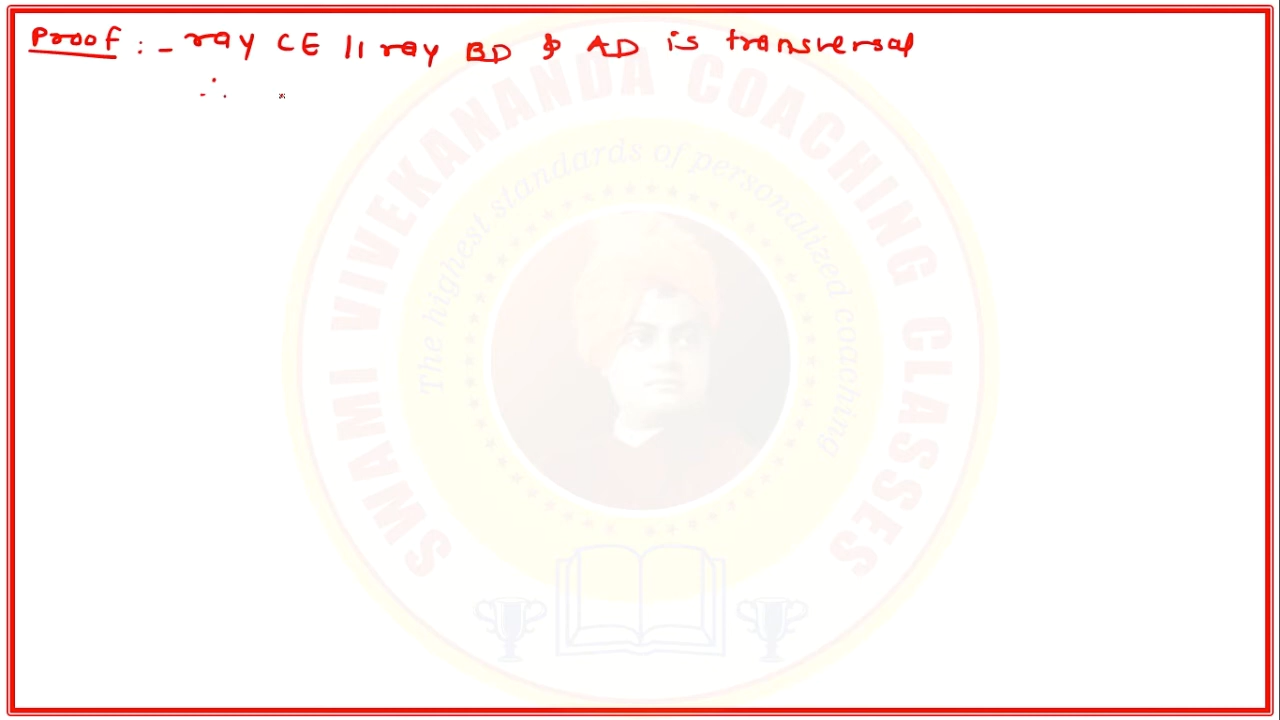 Proof :- ray CE || ray BD & AD is transversal
∴
SWAMI VIVEKANANDA COACHING CLASSES
The highest standards of personalized coaching